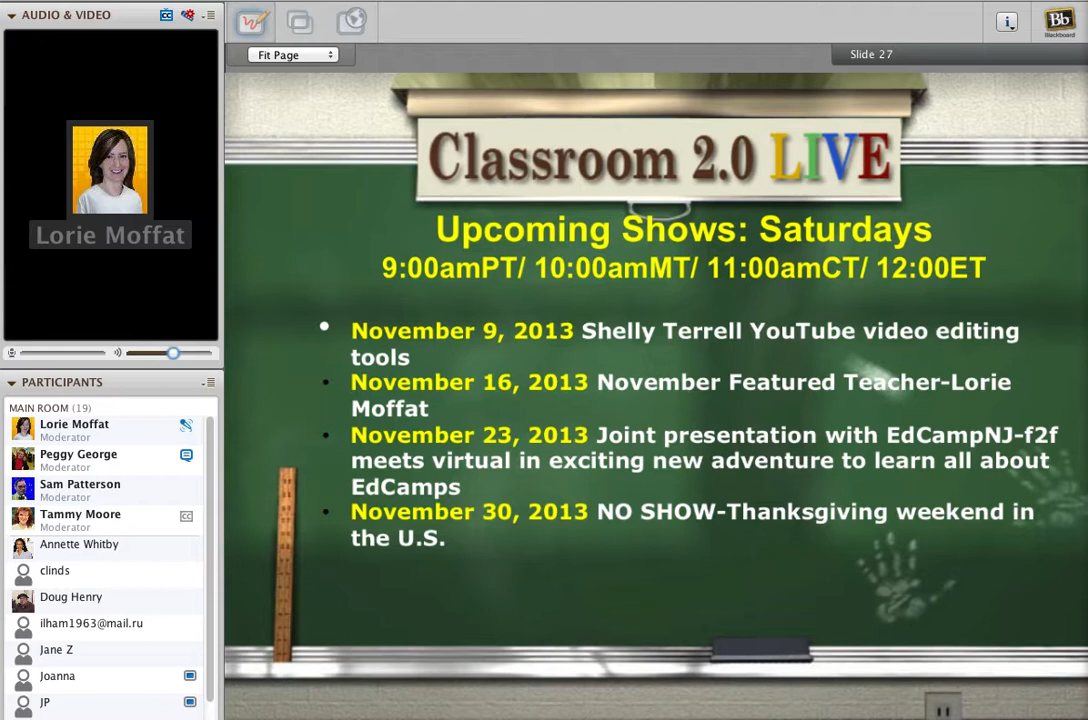 AUDIO & VIDEO
Lorie Moffat
PARTICIPANTS
MAIN ROOM (19)
Lorie Moffat
Moderator
Peggy George
Moderator
Sam Patterson
Moderator
Tammy Moore
Moderator
Annette Whitby
clinds
Doug Henry
ilham1963@mail.ru
Jane Z
Joanna
JP
Fit Page
Slide 27
Bb
Blackboard
Classroom 2.0 LIVE
Upcoming Shows: Saturdays
9:00amPT/ 10:00amMT/ 11:00amCT/ 12:00ET
• November 9, 2013 Shelly Terrell YouTube video editing
tools
• November 16, 2013 November Featured Teacher-Lorie
Moffat
• November 23, 2013 Joint presentation with EdCampNJ-f2f
meets virtual in exciting new adventure to learn all about
EdCamps
• November 30, 2013 NO SHOW-Thanksgiving weekend in
the U.S.